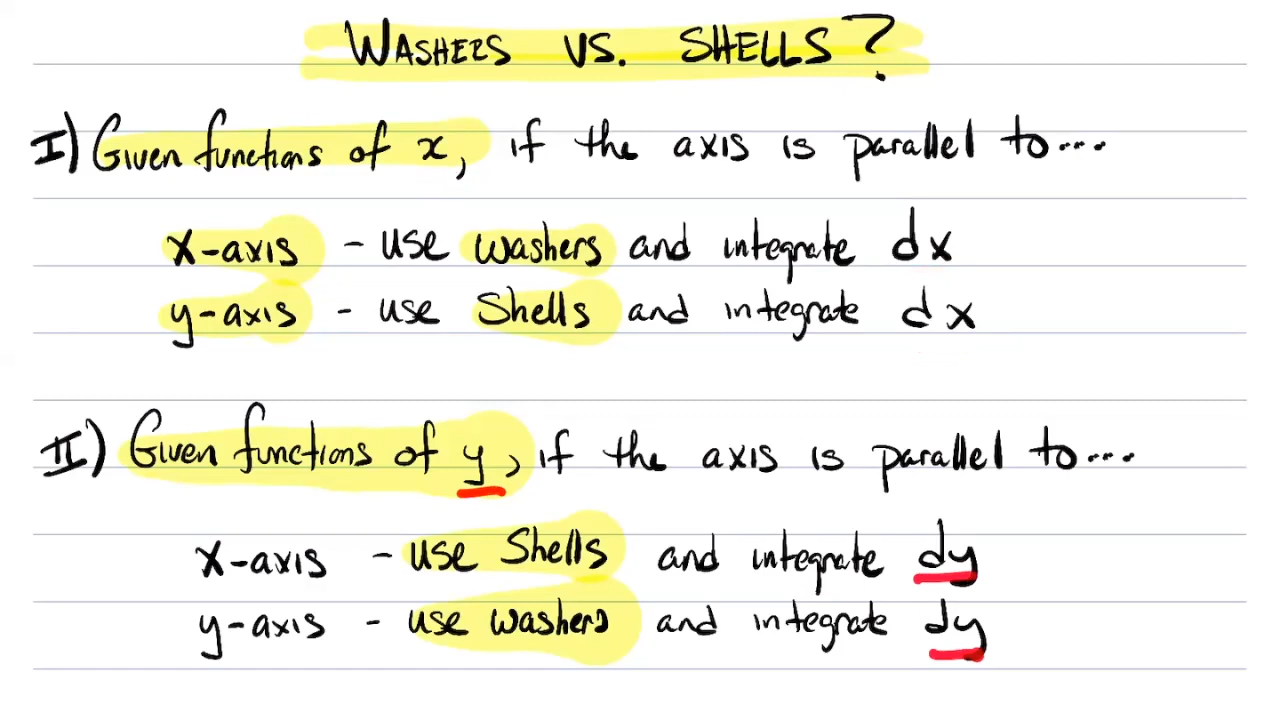 WASHERS VS. SHELLS?
I) Given functions of x, if the axis is parallel to...
x-axis - use washers and integrate dx
y-axis - use Shells and integrate dx
II) Given functions of y, if the axis is parallel to...
x-axis - use Shells and integrate dy
y-axis - use washers and integrate dy